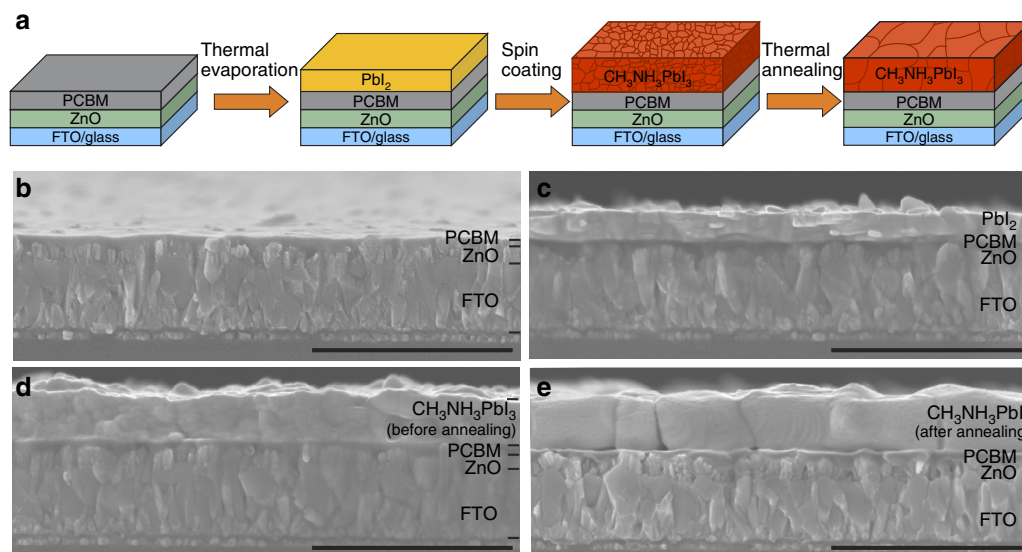 a
Thermal
evaporation
Spin
coating
Thermal
annealing
PCBM
ZnO
FTO/glass
PbI₂
PCBM
ZnO
FTO/glass
CH₃NH₃PbI₃
PCBM
ZnO
FTO/glass
CH₃NH₃PbI₃
PCBM
ZnO
FTO/glass
b
PCBM
ZnO
FTO
c
PbI₂
PCBM
ZnO
FTO
d
CH₃NH₃PbI₃
(before annealing)
PCBM
ZnO
FTO
e
CH₃NH₃PbI
(after annealing)
PCBM
ZnO
FTO